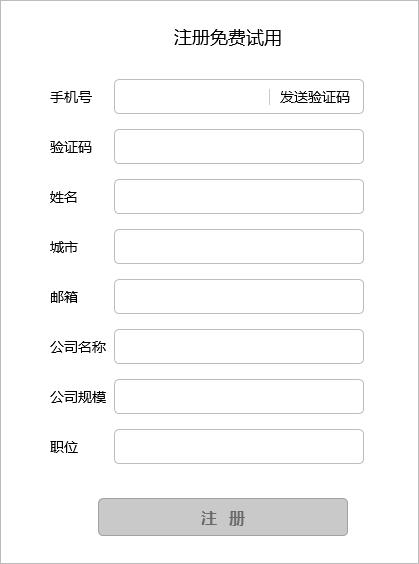 注册免费试用
手机号 发送验证码
验证码
姓名
城市
邮箱
公司名称
公司规模
职位
注 册